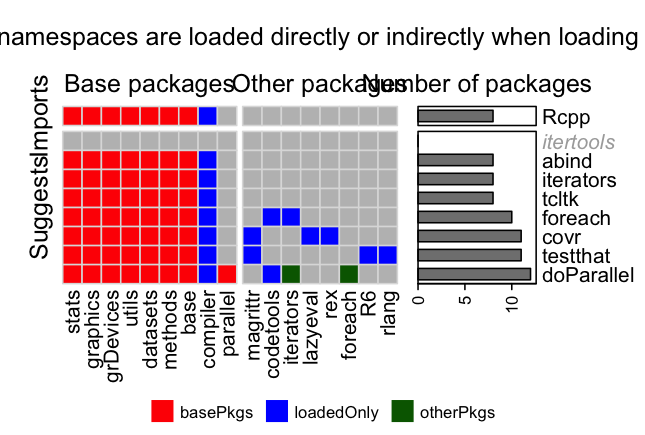 namespaces are loaded directly or indirectly when loading
Base packages
Other packages
Number of packages
Imports
Suggests
Rcpp
itertools
abind
iterators
tcltk
foreach
covr
testthat
doParallel
stats
graphics
grDevices
utils
datasets
methods
base
compiler
parallel
magrittr
codetools
iterators
lazyeval
rex
foreach
R6
rlang
0
5
10
basePkgs
loadedOnly
otherPkgs